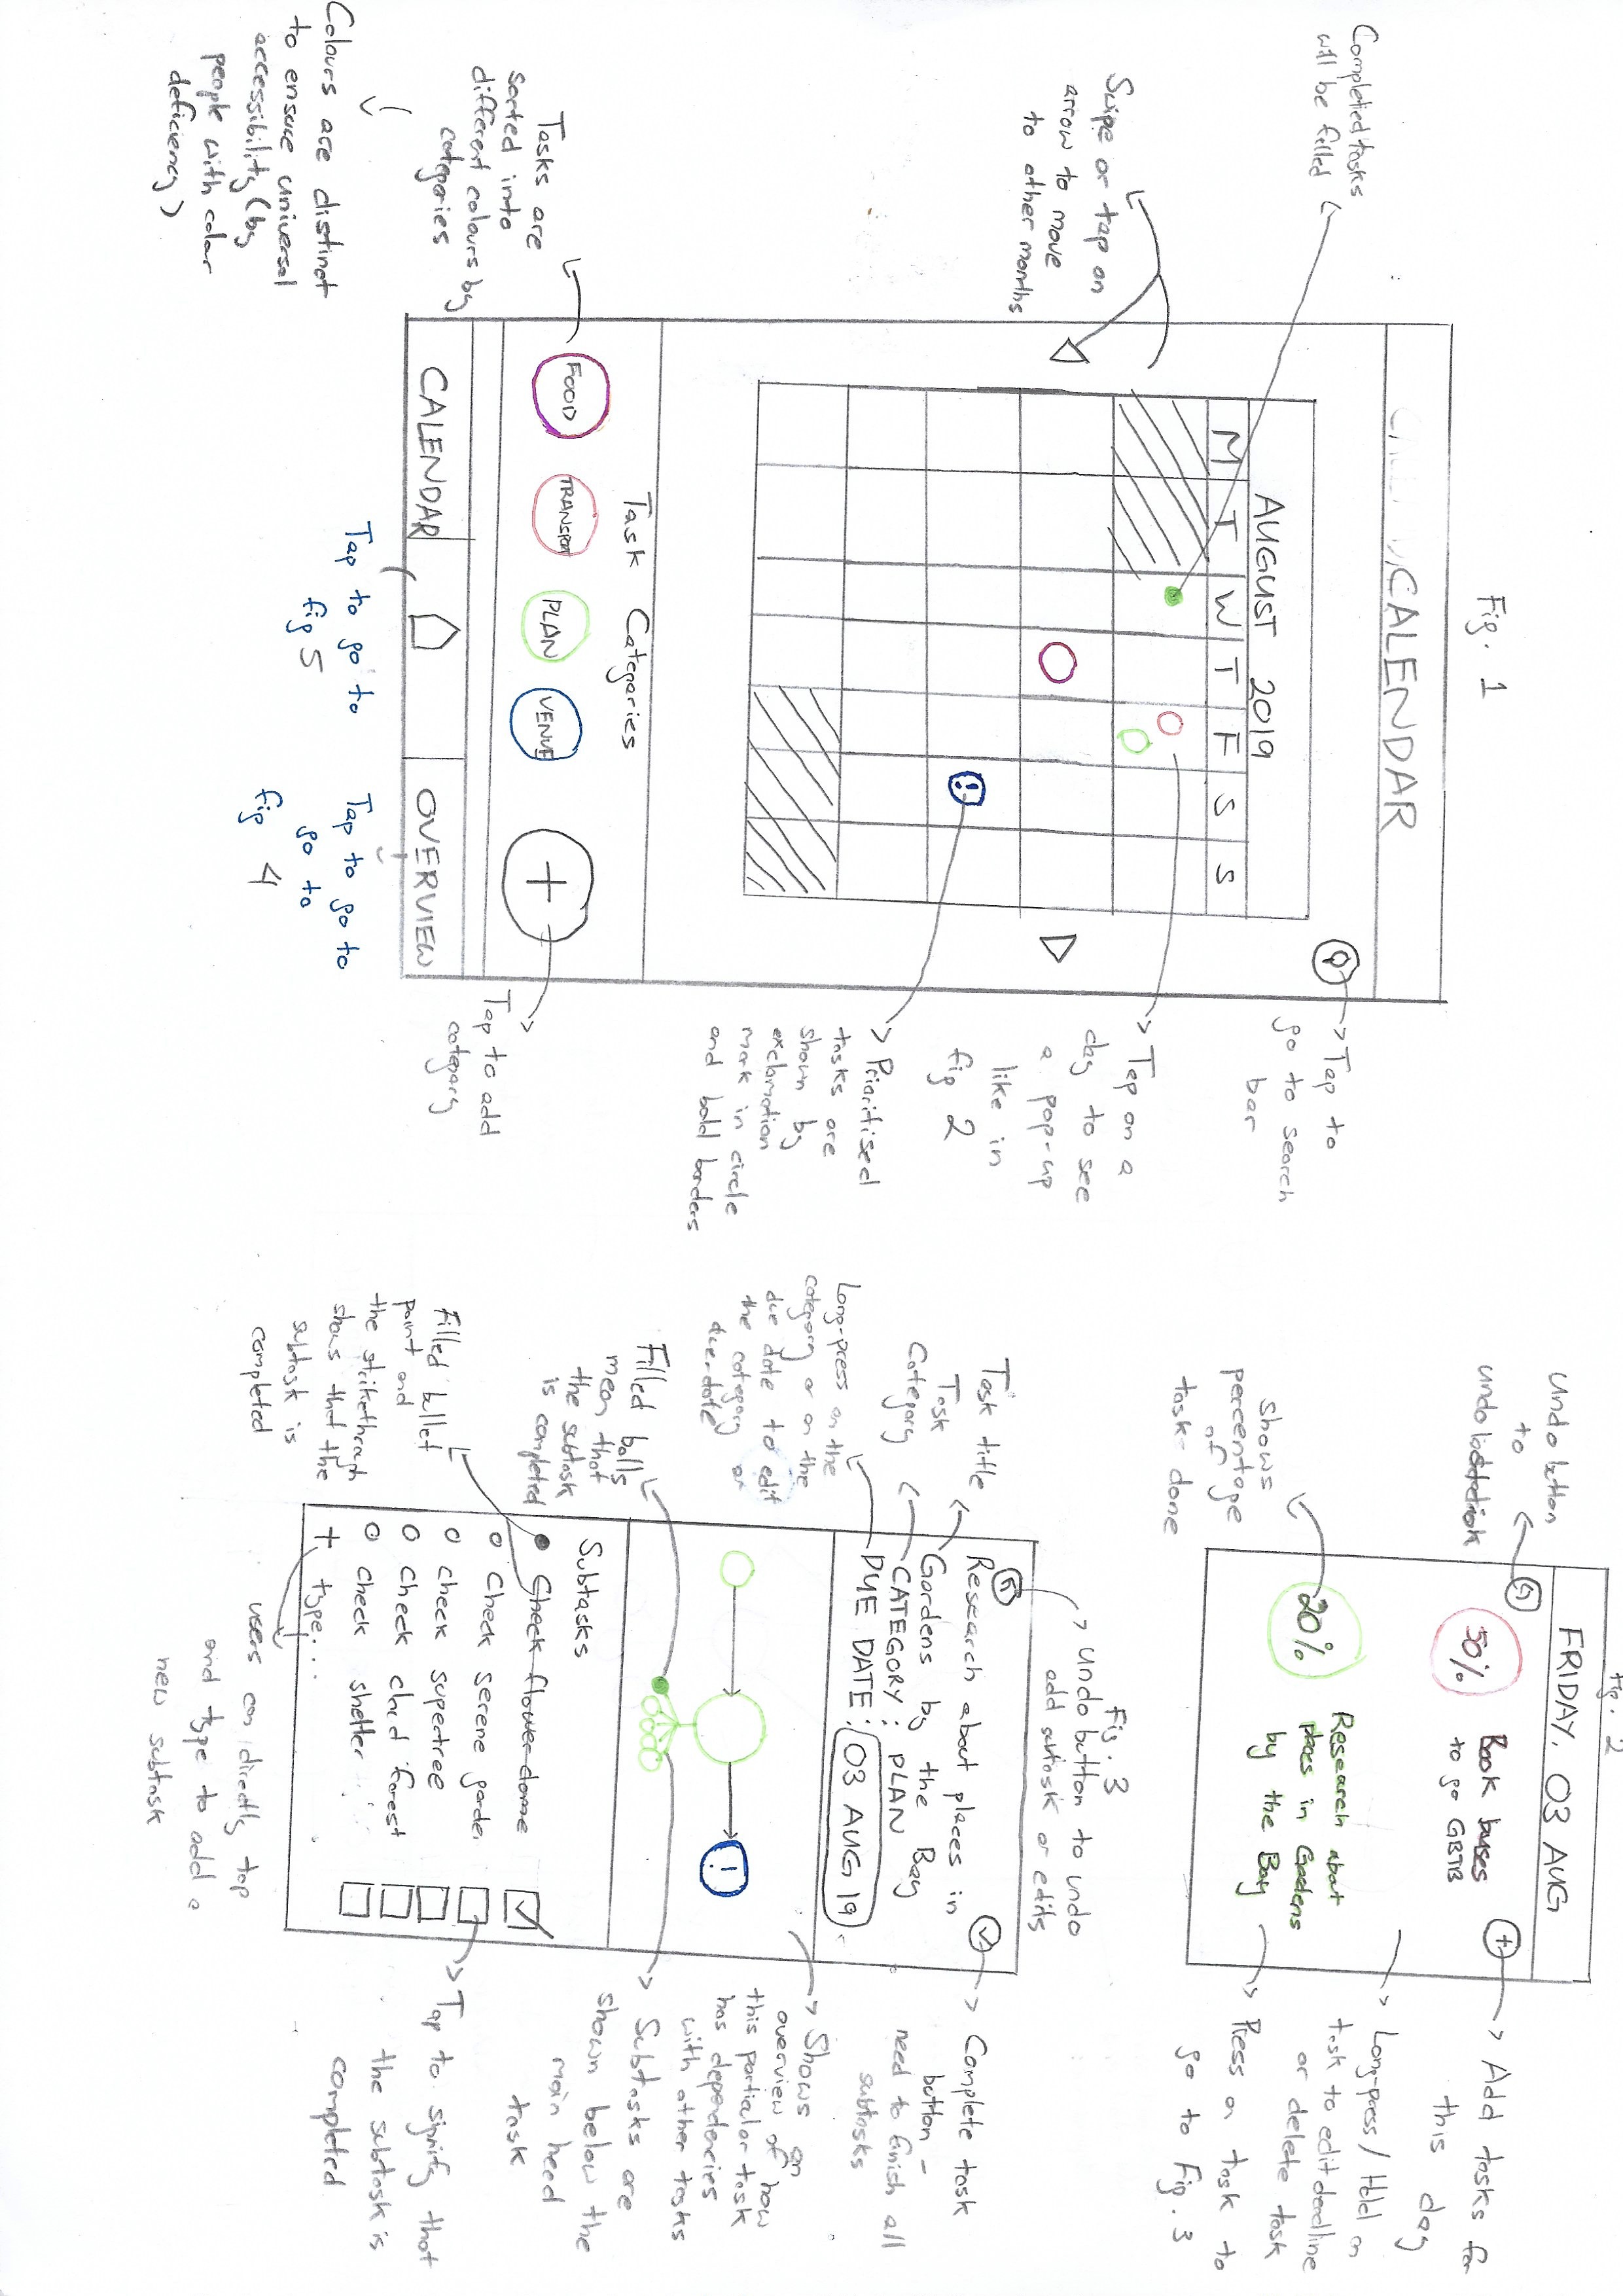 Fig. 1
CALENDAR
Completed tasks
will be filled
Tap to
go to search
bar
AUGUST 2019
M T W T F S S
Swipe or tap on
arrow to move
to other months
Tap on a
day to see
a pop-up
like in
fig 2
!
Prioritised
tasks are
shown by
exclamation
mark in circle
and bold borders
Task Categories
FOOD
TRANSPORT
PLAN
VENUE
+
Tasks are
sorted into
different colours by
categories
Tap to add
category
CALENDAR
OVERVIEW
Colours are distinct
to ensure universal
accessibility (by
people with color
deficiency)
Tap to go to
fig 5
Tap to go to
go to
fig 4
Fig. 2
FRIDAY, 03 AUG
Undo button
to
undo
50%
Book buses
to go GBTB
+
Add tasks for
this day
Long-press / Hold on
task to edit deadline
or delete task
20%
Research about
places in Gardens
by the Bay
Shows
percentage
of
task done
Press on task to
go to Fig. 3
Fig. 3
undo button to undo
add subtask or edits
Task title
Task
Category
Research about places in
Gardens by the Bay
CATEGORY : PLAN
DUE DATE : 03 AUG 19
Complete task
button -
need to finish all
subtasks
Long-press on the
category or on the
due date to edit
the category or
due-date
Shows an
overview of how
this particular task
has dependencies
with other tasks
!
Filled balls
mean that
the subtask
is completed
Subtasks are
shown below the
main head
task
Subtasks
Check flower dome
Check serene garden
check supertree
check cloud forest
check shelter
+ type...
Filled bullet
point and
the strikethrough
shows that the
subtask is
completed
Tap to signify that
the subtask is
completed
users can directly tap
and type to add a
new subtask